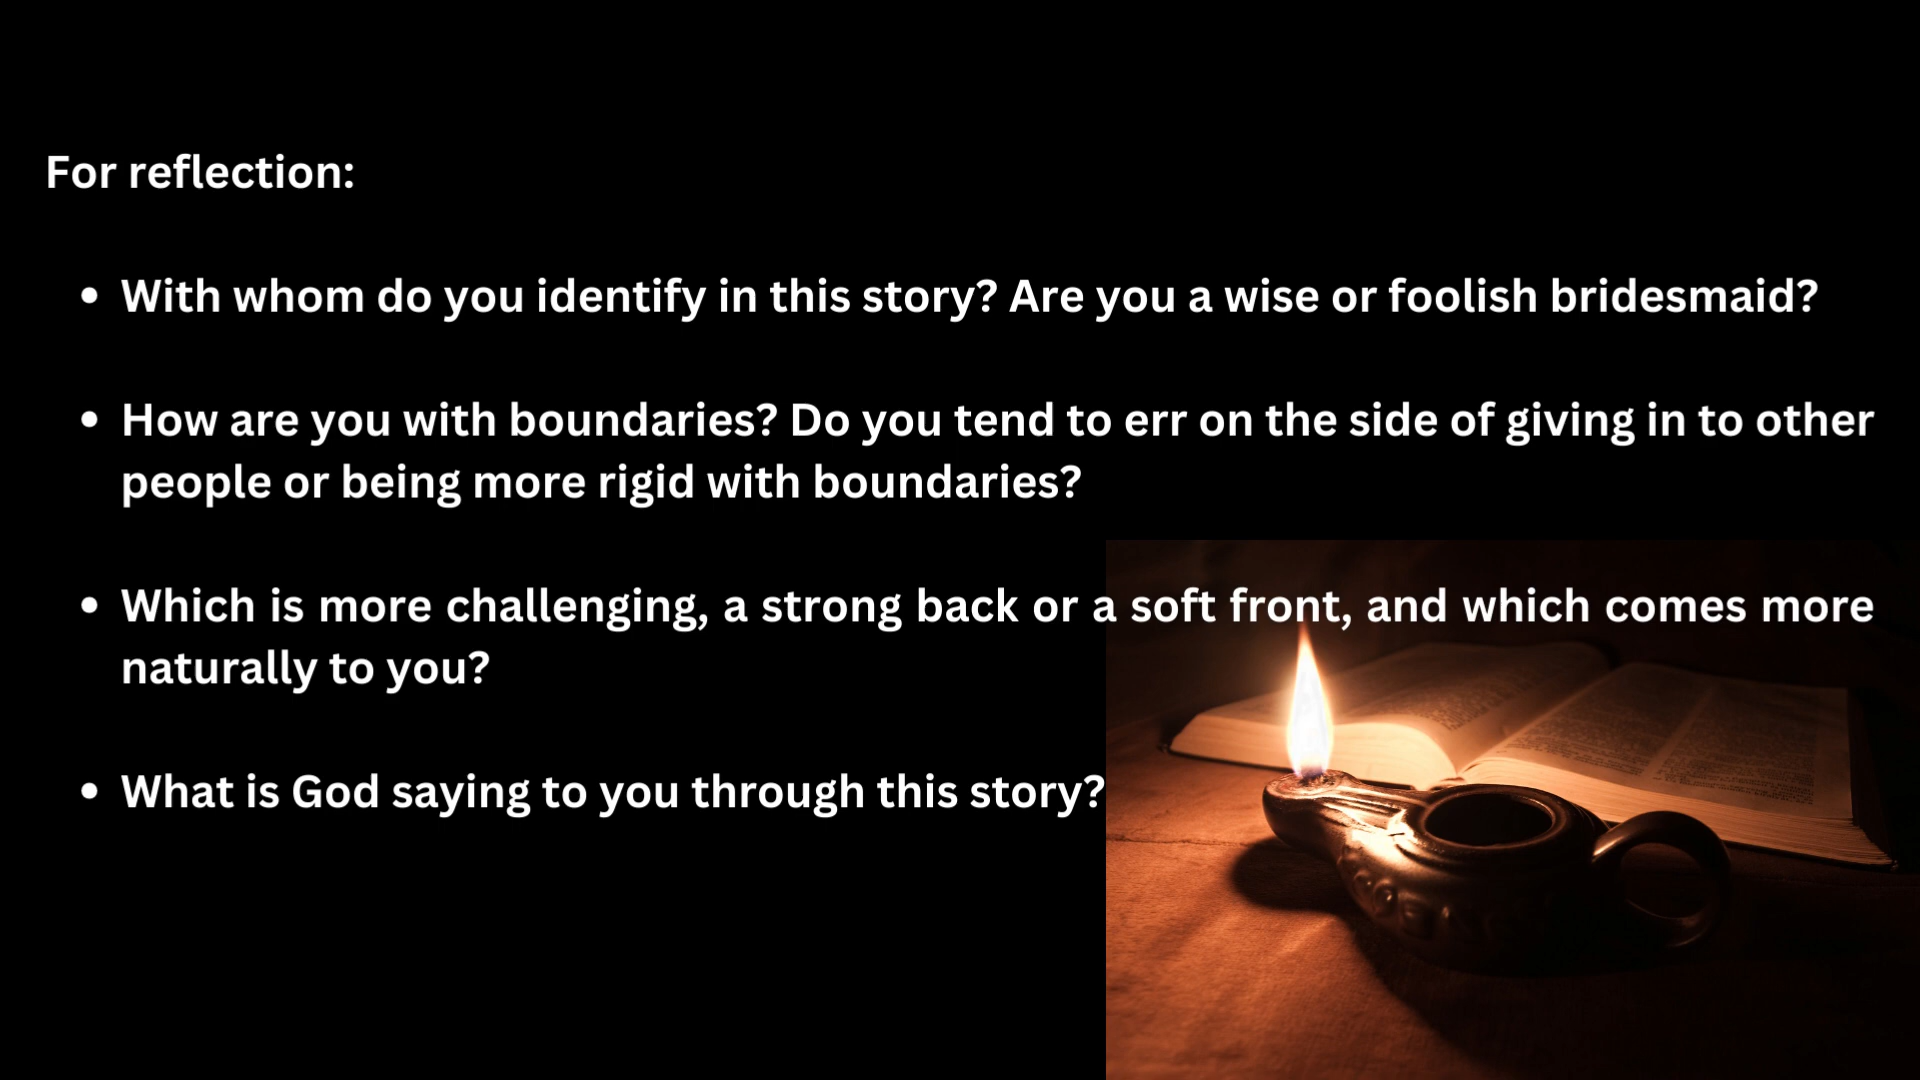 For reflection:
• With whom do you identify in this story? Are you a wise or foolish bridesmaid?
• How are you with boundaries? Do you tend to err on the side of giving in to other
people or being more rigid with boundaries?
• Which is more challenging, a strong back or a soft front, and which comes more
naturally to you?
• What is God saying to you through this story?